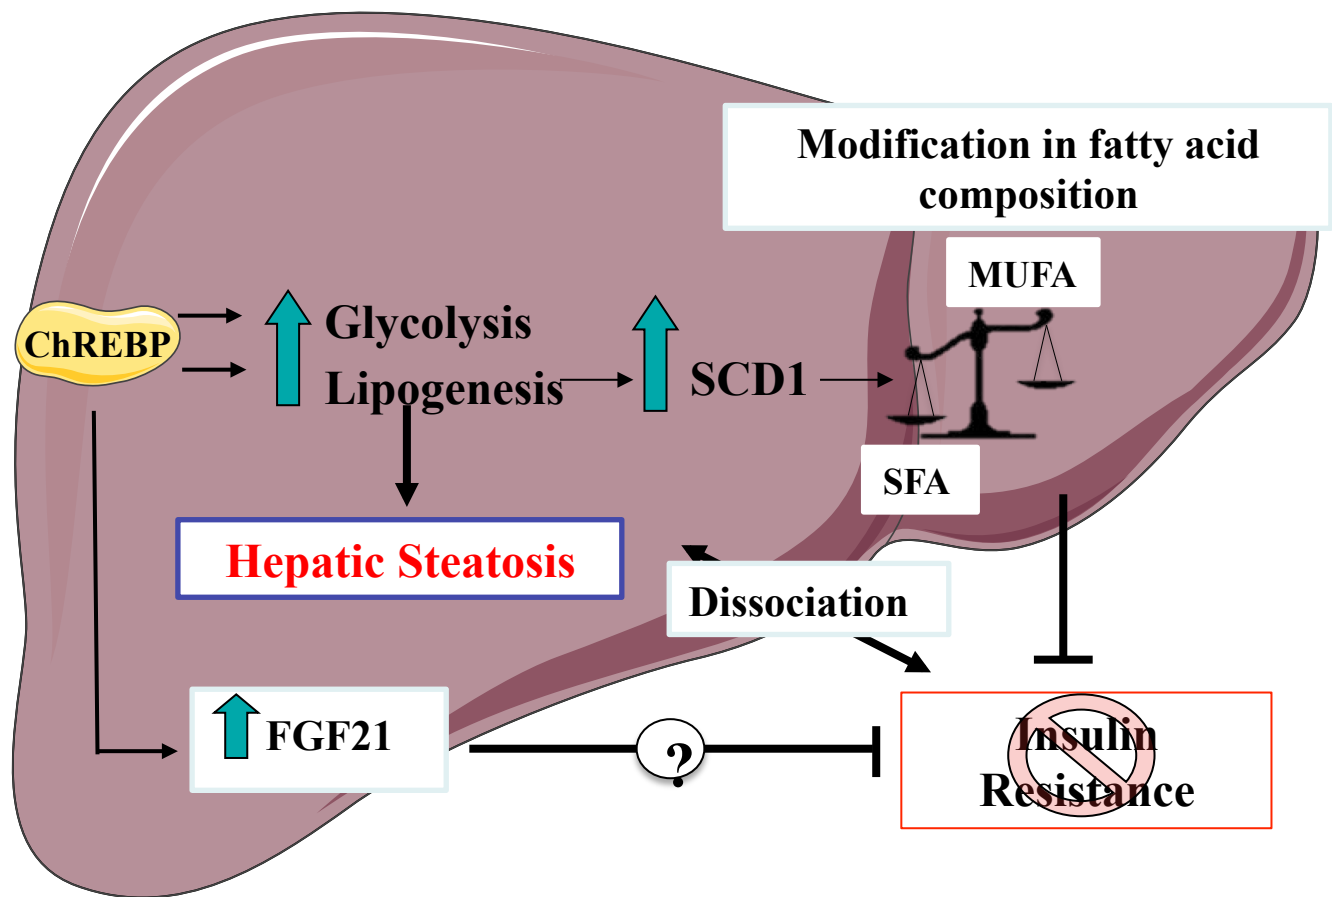 Modification in fatty acid
composition
MUFA
ChREBP
Glycolysis
Lipogenesis
SCD1
SFA
Hepatic Steatosis
Dissociation
FGF21
?
Insulin
Resistance